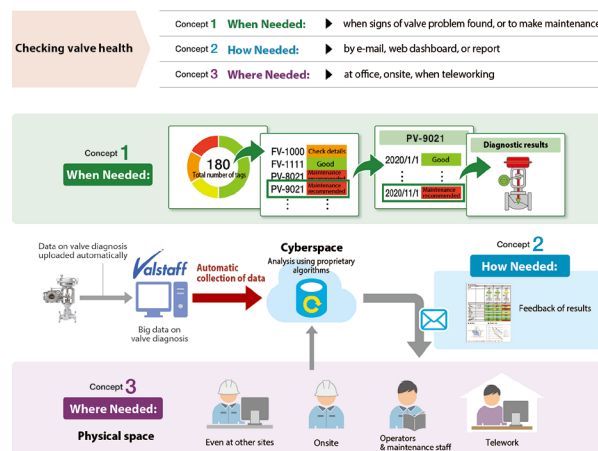 Checking valve health
Concept 1 When Needed: when signs of valve problem found, or to make maintenance
Concept 2 How Needed: by e-mail, web dashboard, or report
Concept 3 Where Needed: at office, onsite, when teleworking
Concept 1
When Needed:
180
Total number of tags
FV-1000 Check details
FV-1111 Good
PV-8021 Maintenance recommended
PV-9021 Maintenance recommended
PV-9021
2020/1/1 Good
2020/11/1 Maintenance recommended
Diagnostic results
Data on valve diagnosis
uploaded automatically
Valstaff
Big data on
valve diagnosis
Automatic
collection of data
Cyberspace
Analysis using proprietary
algorithms
Concept 2
How Needed:
Feedback of results
Concept 3
Where Needed:
Physical space
Even at other sites
Onsite
Operators
& maintenance staff
Telework